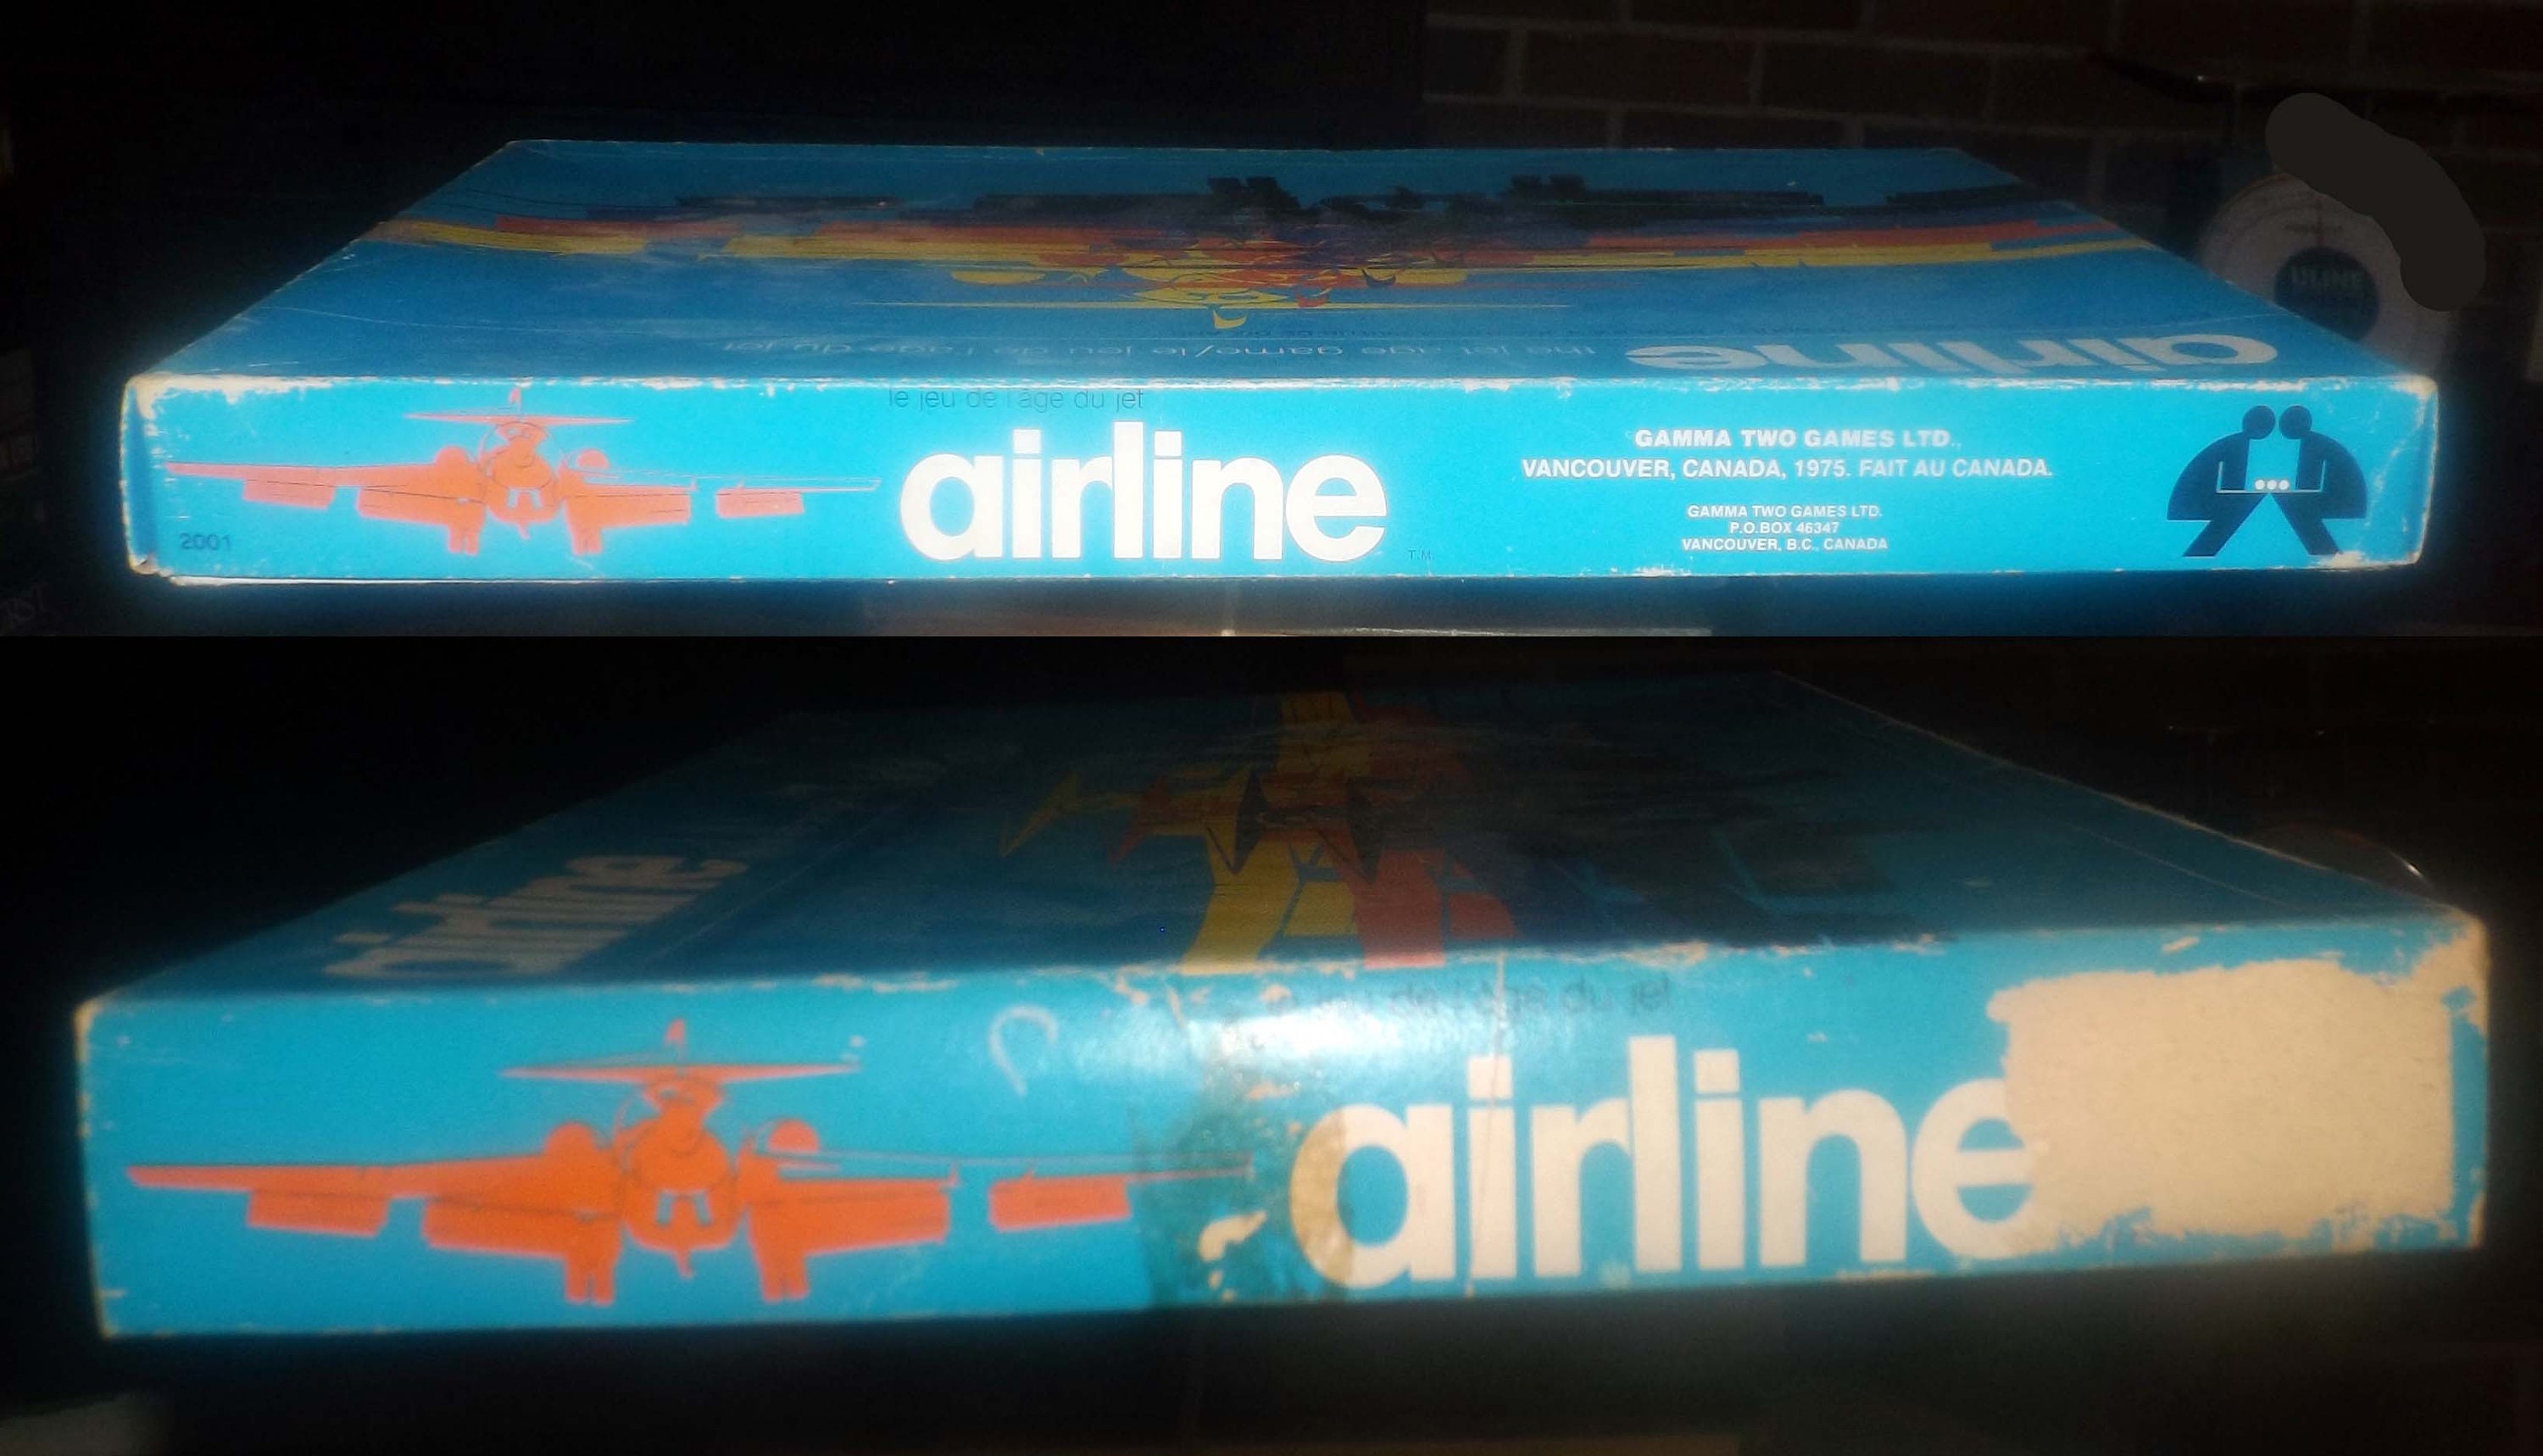 the jet age game/le jeu de l'age du jet
airline
le jeu de l'age du jet
airline
T.M.
2001
GAMMA TWO GAMES LTD.,
VANCOUVER, CANADA, 1975. FAIT AU CANADA.
GAMMA TWO GAMES LTD.
P.O.BOX 46347
VANCOUVER, B.C., CANADA
ULINE
airline
le jeu de l'age du jet
airline